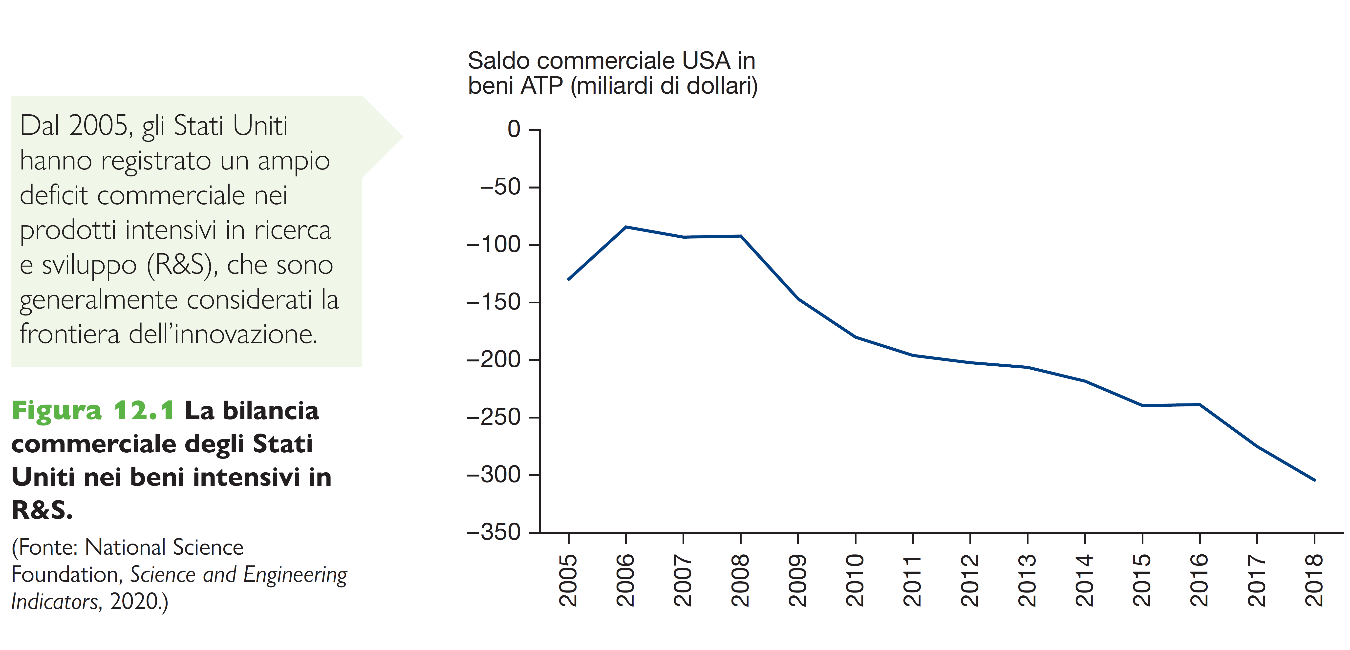 Dal 2005, gli Stati Uniti
hanno registrato un ampio
deficit commerciale nei
prodotti intensivi in ricerca
e sviluppo (R&S), che sono
generalmente considerati la
frontiera dell'innovazione.
Figura 12.1 La bilancia
commerciale degli Stati
Uniti nei beni intensivi in
R&S.
(Fonte: National Science
Foundation, Science and Engineering
Indicators, 2020.)
Saldo commerciale USA in
beni ATP (miliardi di dollari)
0
–50
–100
–150
–200
–250
–300
–350
2005
2006
2007
2008
2009
2010
2011
2012
2013
2014
2015
2016
2017
2018